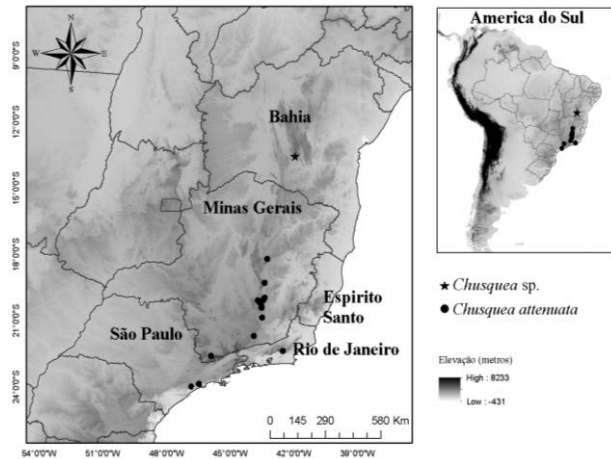 N
W
E
S
9°0'0"S
12°0'0"S
15°0'0"S
18°0'0"S
21°0'0"S
24°0'0"S
Bahia
Minas Gerais
Espirito
Santo
São Paulo
Rio de Janeiro
0 145 290 580 Km
54°0'0"W 51°0'0"W 48°0'0"W 45°0'0"W 42°0'0"W 39°0'0"W
America do Sul
Chusquea sp.
Chusquea attenuata
Elevação (metros)
High : 8233
Low : -431